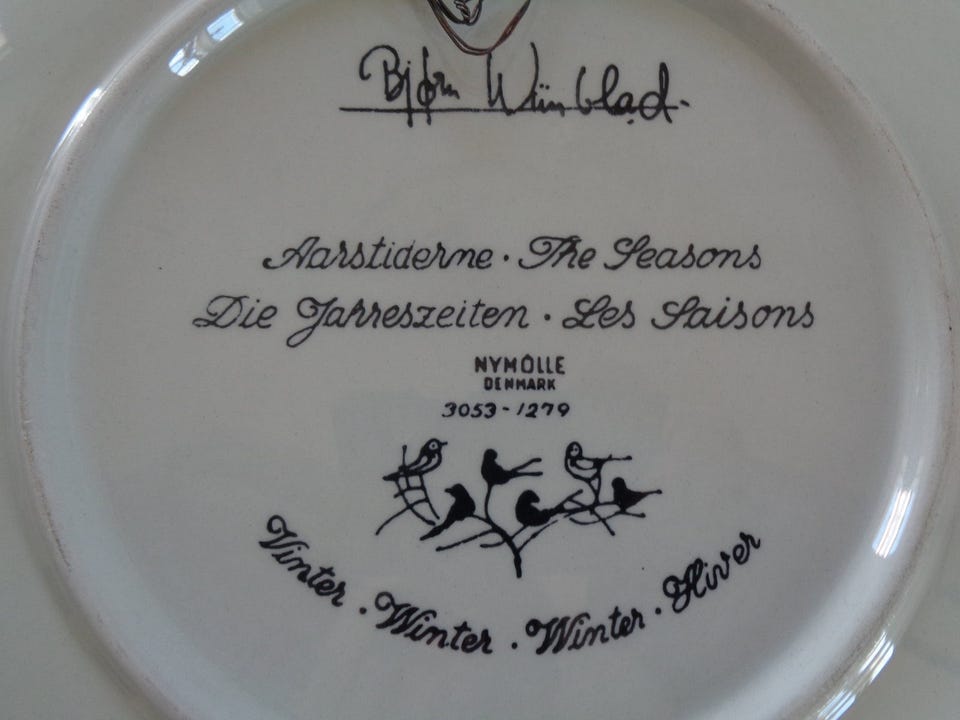 Bjørn Wiinblad.
Aarstiderne · The Seasons
Die Jahreszeiten · Les Saisons
NYMÖLLE
DENMARK
3053-1279
Vinter · Winter · Winter · Hiver